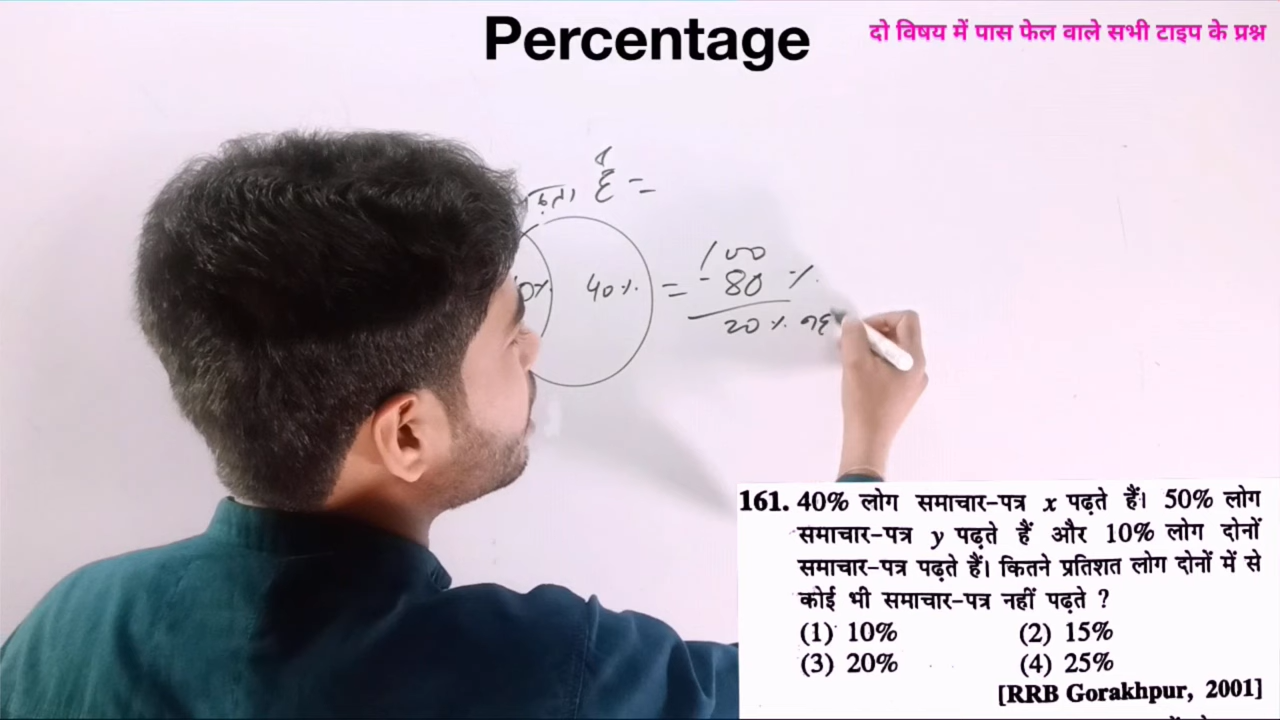 Percentage
दो विषय में पास फेल वाले सभी टाइप के प्रश्न
है =
100
40% = - 80 %
20%
161. 40% लोग समाचार-पत्र x पढ़ते हैं। 50% लोग
समाचार-पत्र y पढ़ते हैं और 10% लोग दोनों
समाचार-पत्र पढ़ते हैं। कितने प्रतिशत लोग दोनों में से
कोई भी समाचार-पत्र नहीं पढ़ते ?
(1) 10% (2) 15%
(3) 20% (4) 25%
[RRB Gorakhpur, 2001]